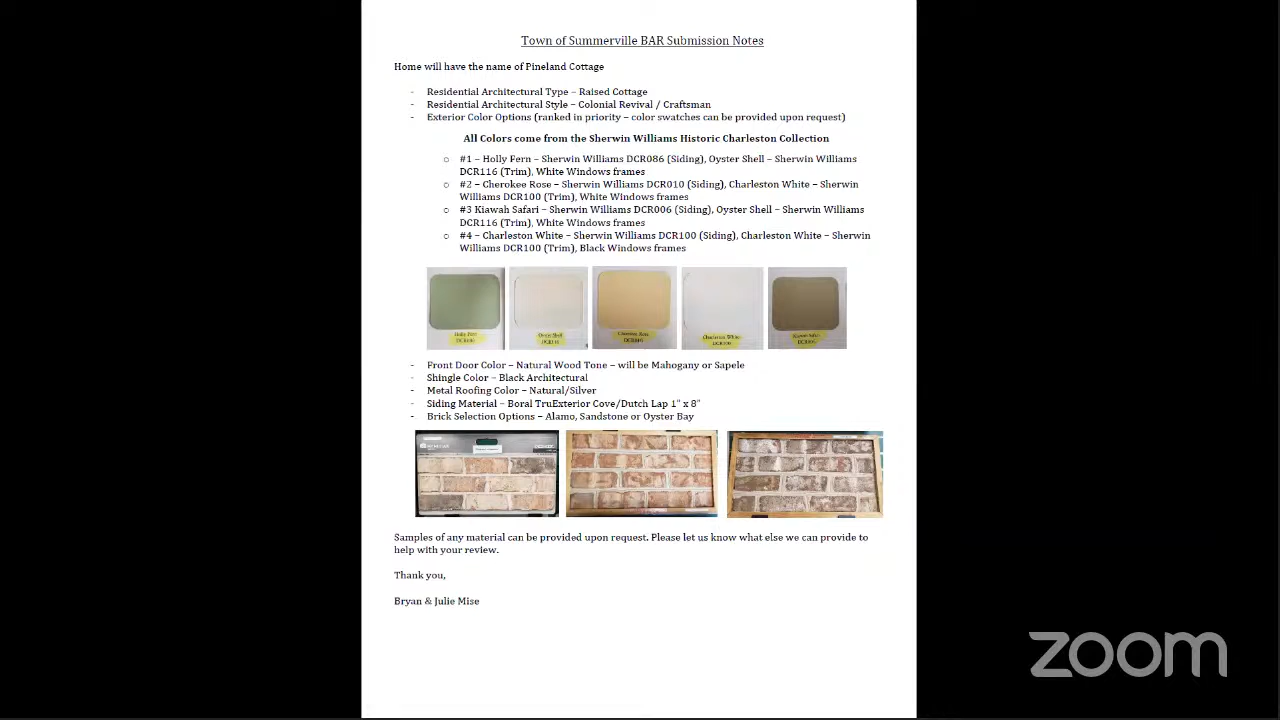 Town of Summerville BAR Submission Notes
Home will have the name of Pineland Cottage
- Residential Architectural Type – Raised Cottage
- Residential Architectural Style – Colonial Revival / Craftsman
- Exterior Color Options (ranked in priority – color swatches can be provided upon request)
All Colors come from the Sherwin Williams Historic Charleston Collection
o #1 – Holly Fern – Sherwin Williams DCR086 (Siding), Oyster Shell – Sherwin Williams
DCR116 (Trim), White Windows frames
o #2 – Cherokee Rose – Sherwin Williams DCR010 (Siding), Charleston White – Sherwin
Williams DCR100 (Trim), White Windows frames
o #3 Kiawah Safari – Sherwin Williams DCR006 (Siding), Oyster Shell – Sherwin Williams
DCR116 (Trim), White Windows frames
o #4 – Charleston White – Sherwin Williams DCR100 (Siding), Charleston White – Sherwin
Williams DCR100 (Trim), Black Windows frames
Holly Fern
Oyster Shell
Cherokee Rose
Charleston White
DCR100
- Front Door Color – Natural Wood Tone – will be Mahogany or Sapele
- Shingle Color – Black Architectural
- Metal Roofing Color – Natural/Silver
- Siding Material – Boral TruExterior Cove/Dutch Lap 1" x 8"
- Brick Selection Options – Alamo, Sandstone or Oyster Bay
Samples of any material can be provided upon request. Please let us know what else we can provide to
help with your review.
Thank you,
Bryan & Julie Mise
zoom